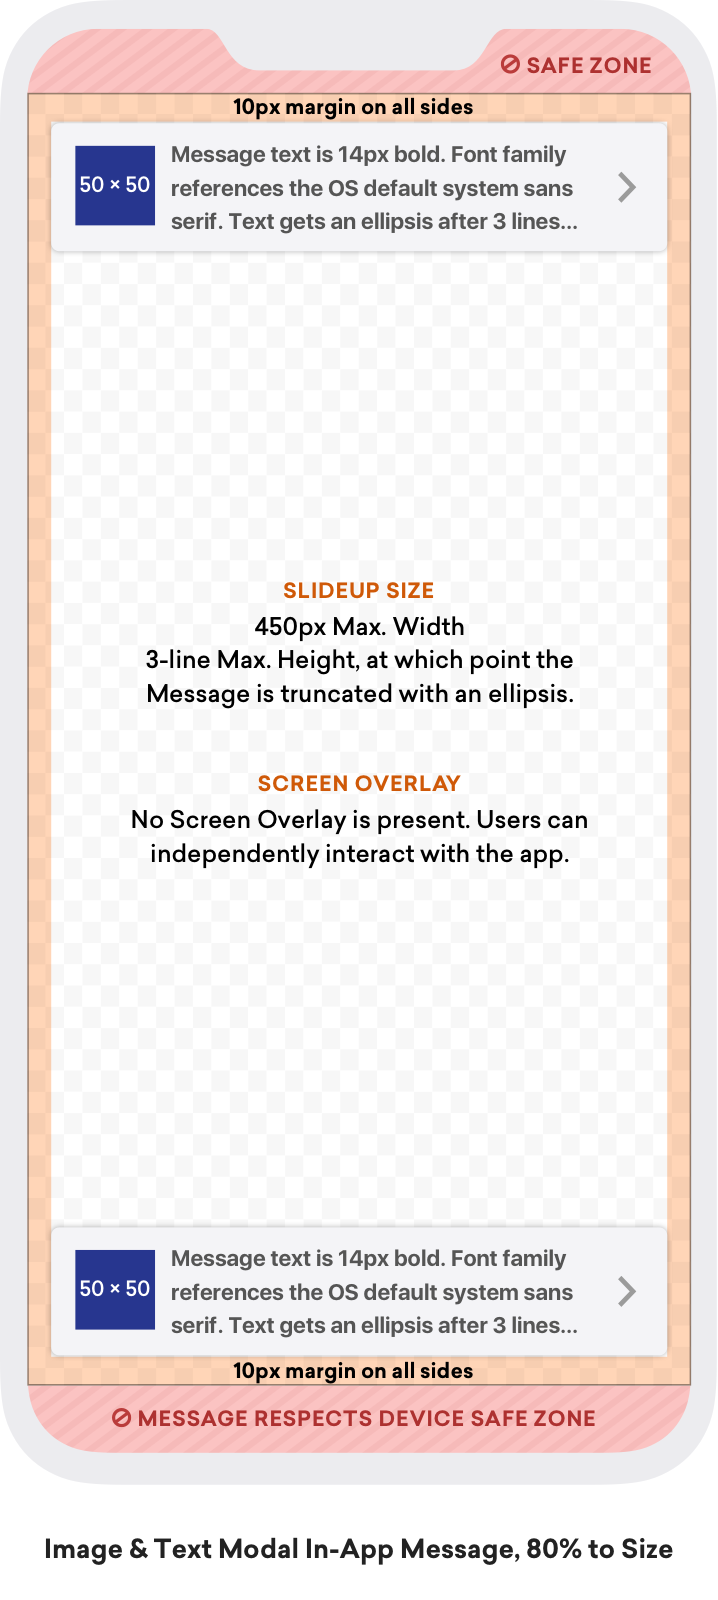 SAFE ZONE
10px margin on all sides
50 × 50
Message text is 14px bold. Font family
references the OS default system sans
serif. Text gets an ellipsis after 3 lines...
SLIDEUP SIZE
450px Max. Width
3-line Max. Height, at which point the
Message is truncated with an ellipsis.
SCREEN OVERLAY
No Screen Overlay is present. Users can
independently interact with the app.
50 × 50
Message text is 14px bold. Font family
references the OS default system sans
serif. Text gets an ellipsis after 3 lines...
10px margin on all sides
MESSAGE RESPECTS DEVICE SAFE ZONE
Image & Text Modal In-App Message, 80% to Size